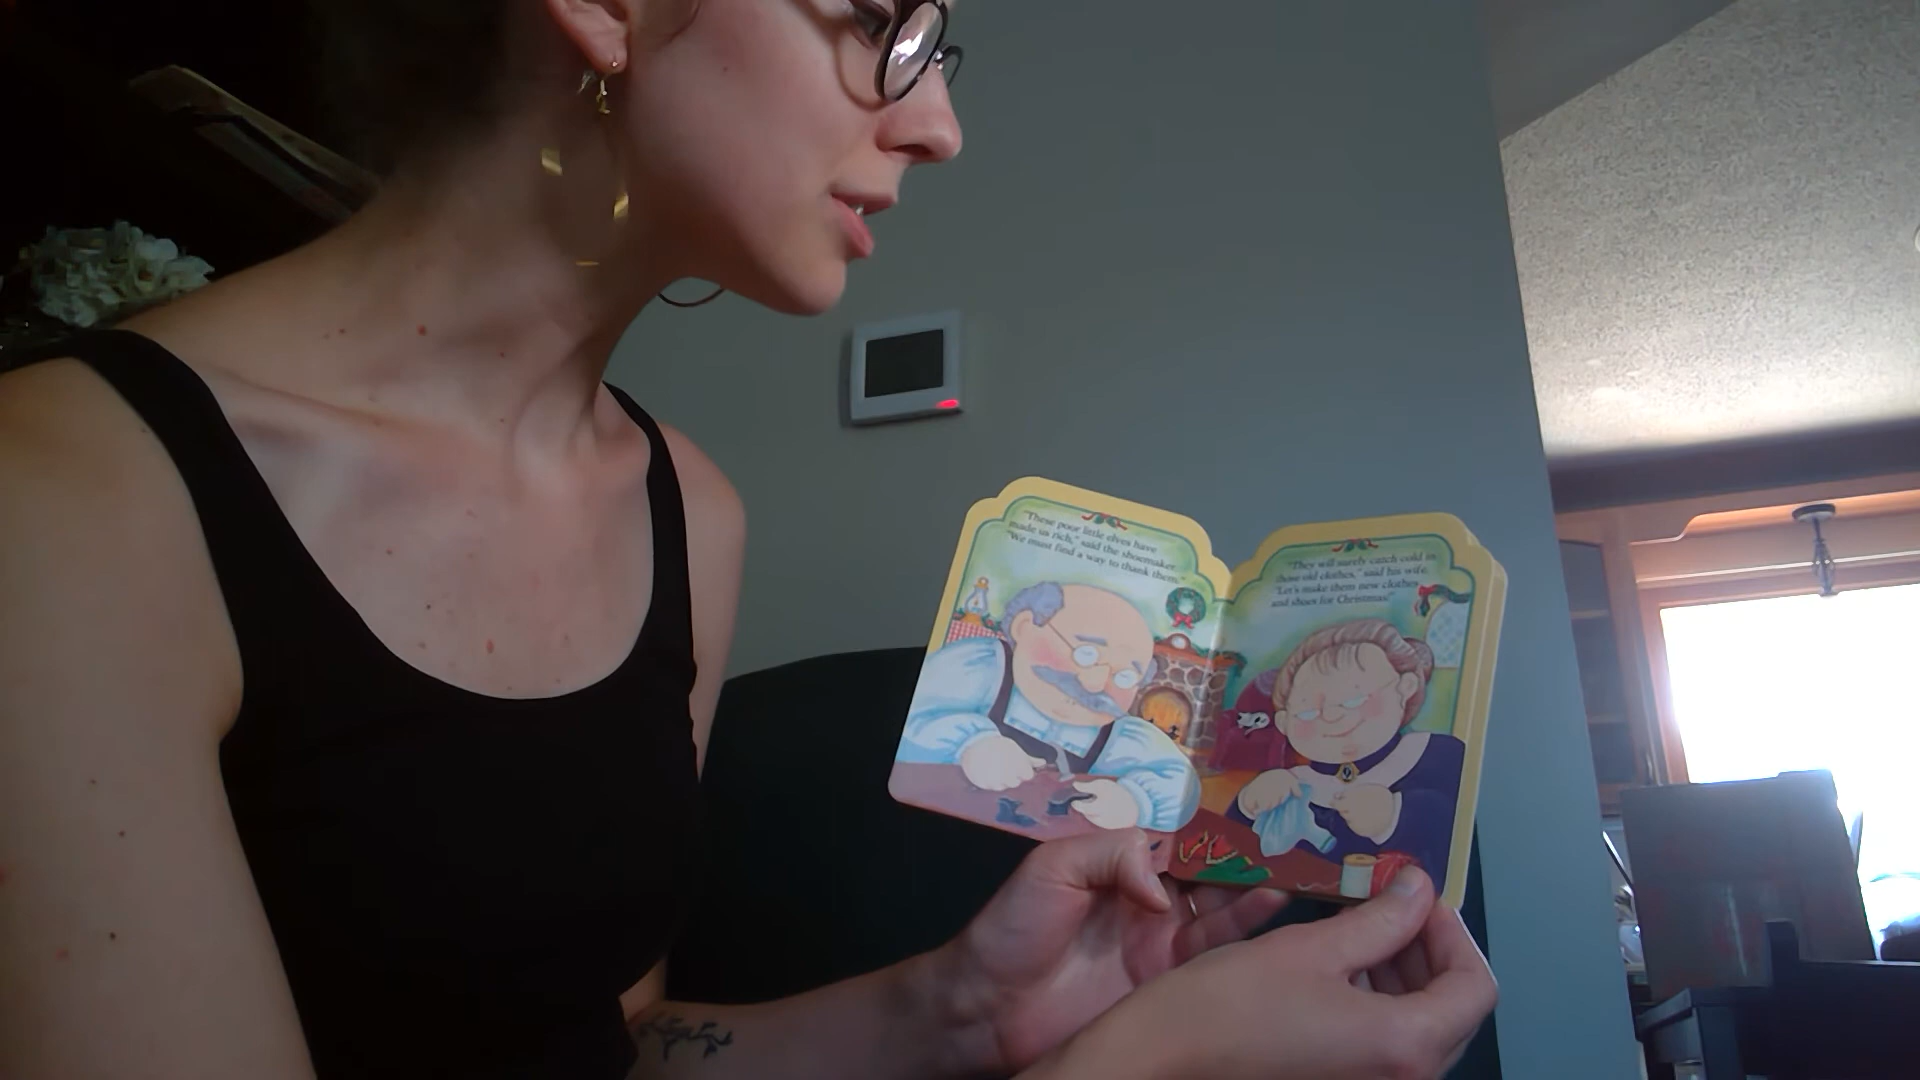 "These poor little elves have
made us rich," said the shoemaker.
"We must find a way to thank them."
"They will surely catch cold in
those old clothes," said his wife.
"Let's make them new clothes
and shoes for Christmas!"